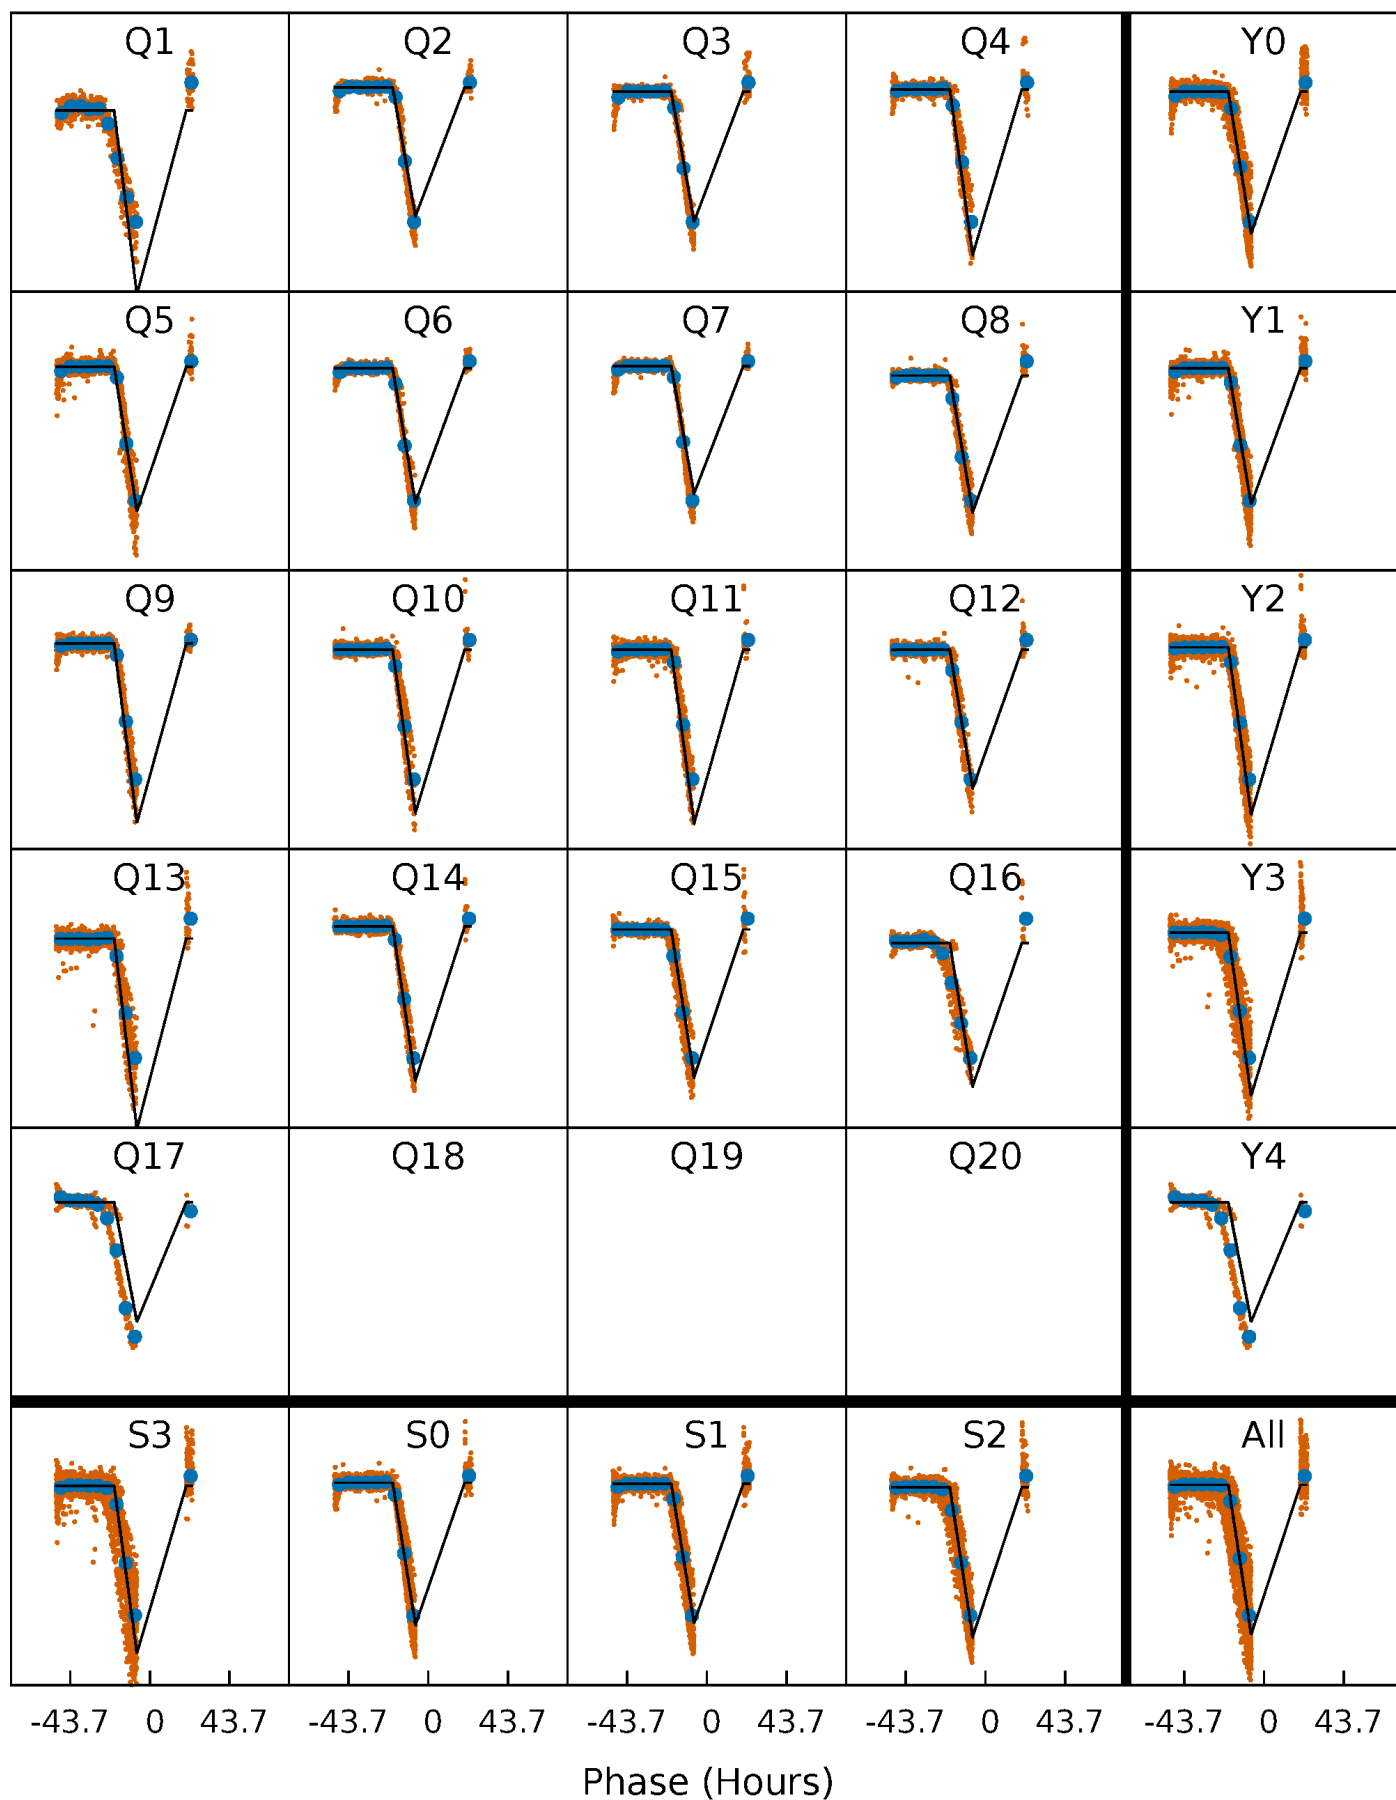 Q1 Q2 Q3 Q4 Y0
Q5 Q6 Q7 Q8 Y1
Q9 Q10 Q11 Q12 Y2
Q13 Q14 Q15 Q16 Y3
Q17 Q18 Q19 Q20 Y4
S3 S0 S1 S2 All
-43.7 0 43.7 -43.7 0 43.7 -43.7 0 43.7 -43.7 0 43.7 -43.7 0 43.7
Phase (Hours)